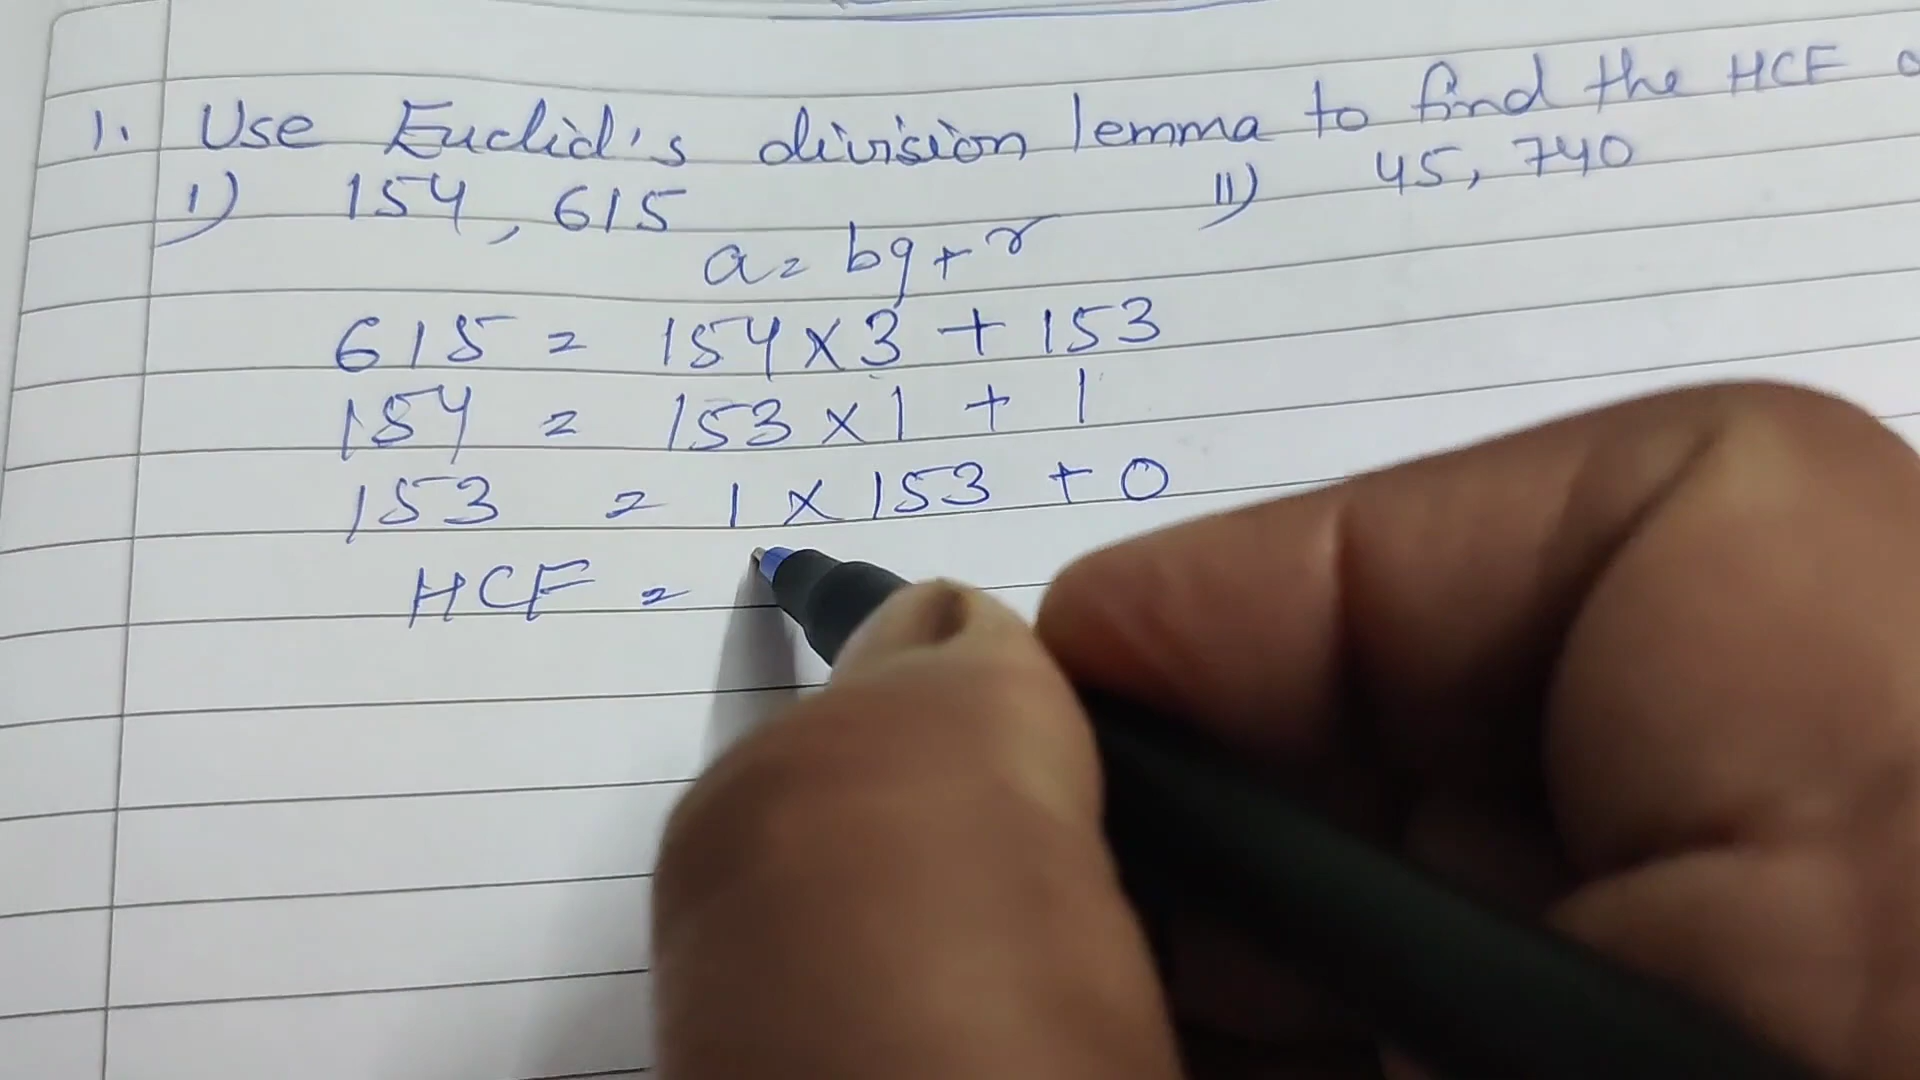 1. Use Euclid's division lemma to find the HCF
i) 154, 615 ii) 45, 740
a = bq + r
615 = 154 × 3 + 153
154 = 153 × 1 + 1
153 = 1 × 153 + 0
HCF =